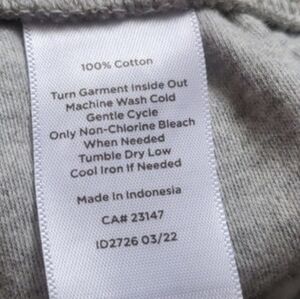 100% Cotton
Turn Garment Inside Out
Machine Wash Cold
Gentle Cycle
Only Non-Chlorine Bleach
When Needed
Tumble Dry Low
Cool Iron If Needed
Made in Indonesia
CA# 23147
ID2726 03/22